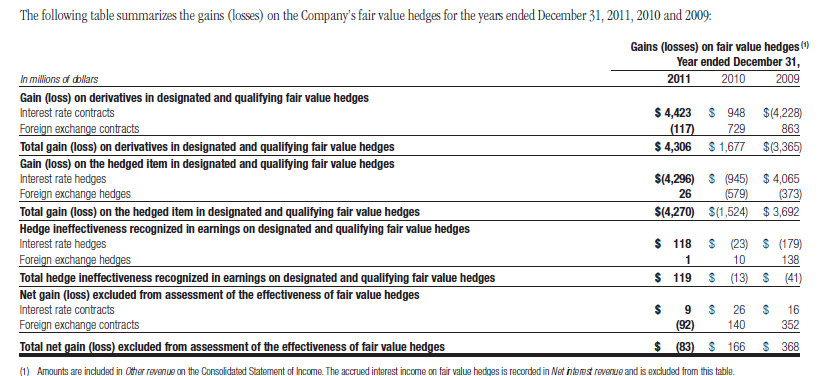 The following table summarizes the gains (losses) on the Company's fair value hedges for the years ended December 31, 2011, 2010 and 2009:
Gains (losses) on fair value hedges (1)
Year ended December 31,
In millions of dollars 2011 2010 2009
Gain (loss) on derivatives in designated and qualifying fair value hedges
Interest rate contracts $ 4,423 $ 948 $(4,228)
Foreign exchange contracts (117) 729 863
Total gain (loss) on derivatives in designated and qualifying fair value hedges $ 4,306 $ 1,677 $(3,365)
Gain (loss) on the hedged item in designated and qualifying fair value hedges
Interest rate hedges $(4,296) $ (945) $ 4,065
Foreign exchange hedges 26 (579) (373)
Total gain (loss) on the hedged item in designated and qualifying fair value hedges $(4,270) $(1,524) $ 3,692
Hedge ineffectiveness recognized in earnings on designated and qualifying fair value hedges
Interest rate hedges $ 118 $ (23) $ (179)
Foreign exchange hedges 1 10 138
Total hedge ineffectiveness recognized in earnings on designated and qualifying fair value hedges $ 119 $ (13) $ (41)
Net gain (loss) excluded from assessment of the effectiveness of fair value hedges
Interest rate contracts $ 9 $ 26 $ 16
Foreign exchange contracts (92) 140 352
Total net gain (loss) excluded from assessment of the effectiveness of fair value hedges $ (83) $ 166 $ 368
(1) Amounts are included in Other revenue on the Consolidated Statement of Income. The accrued interest income on fair value hedges is recorded in Net interest revenue and is excluded from this table.